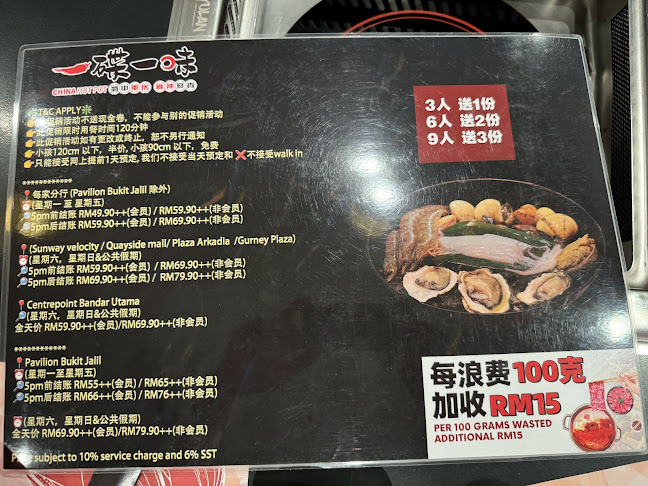 YUAN
一碟一味
CHINA HOT POT 渝中重庆 麻辣鲜香
T&C APPLY
此促销活动不送现金卷,不能参与别的促销活动
此促销限时用餐时间120分钟
此促销活动如有更改或终止,恕不另行通知
小孩120cm 以下,半价, 小孩90cm 以下,免费
只能接受网上提前1天预定, 我们不接受当天预定和 ❌不接受walk in
************
每家分行 (Pavilion Bukit Jalil 除外)
(星期一 至 星期五)
5pm前结账 RM49.90++(会员) / RM59.90++(非会员)
5pm后结账 RM59.90++(会员) / RM69.90++(非会员)
(Sunway velocity / Quayside mall/ Plaza Arkadia /Gurney Plaza)
(星期六,星期日&公共假期)
5pm前结账 RM59.90++(会员) / RM69.90++(非会员)
5pm后结账 RM69.90++(会员) / RM79.90++(非会员)
Centrepoint Bandar Utama
(星期六,星期日&公共假期)
全天价 RM59.90++(会员)/RM69.90++(非会员)
************
Pavilion Bukit Jalil
(星期一至星期五)
5pm前结账 RM55++(会员) / RM65++(非会员)
5pm后结账 RM66++(会员) / RM76++(非会员)
(星期六,星期日&公共假期)
全天价 RM69.90++(会员)/RM79.90++(非会员)
Price subject to 10% service charge and 6% SST
3人 送1份
6人 送2份
9人 送3份
每浪费100克
加收RM15
PER 100 GRAMS WASTED
ADDITIONAL RM15